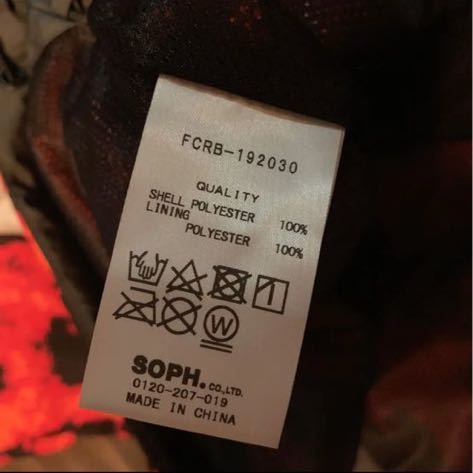 FCRB-192030
QUALITY
SHELL POLYESTER 100%
LINING
POLYESTER 100%
W
SOPH. CO.,LTD.
0120-207-019
MADE IN CHINA